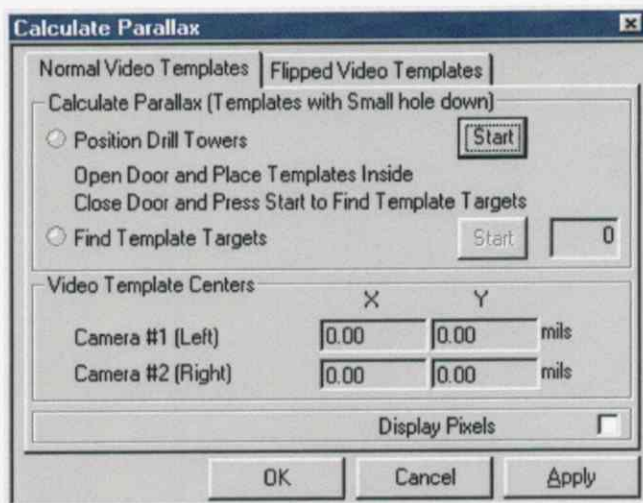 Calculate Parallax
Normal Video Templates Flipped Video Templates
Calculate Parallax (Templates with Small hole down)
Position Drill Towers Start
Open Door and Place Templates Inside
Close Door and Press Start to Find Template Targets
Find Template Targets Start 0
Video Template Centers
X Y
Camera #1 (Left) 0.00 0.00 mils
Camera #2 (Right) 0.00 0.00 mils
Display Pixels
OK Cancel Apply